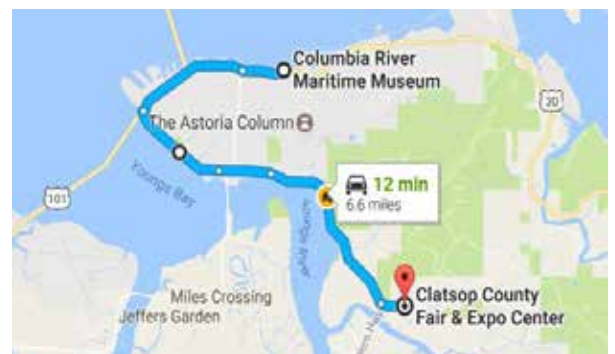 Columbia River
Maritime Museum
20
The Astoria Column
Youngs Bay
12 min
6.6 miles
101
Miles Crossing
Jeffers Garden
Clatsop County
Fair & Expo Center